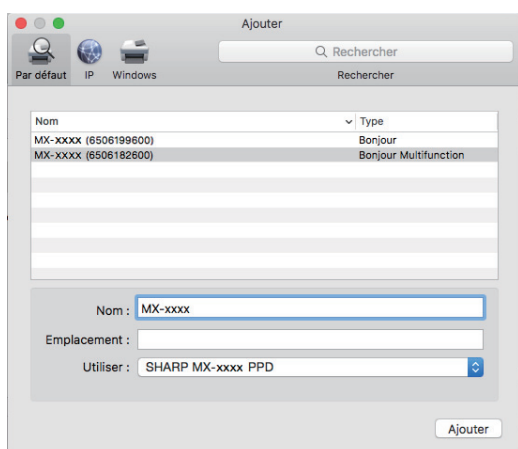 Ajouter
Par défaut IP Windows
Rechercher
Rechercher
Nom Type
MX-xxxx (6506199600) Bonjour
MX-xxxx (6506182600) Bonjour Multifunction
Nom : MX-xxxx
Emplacement :
Utiliser : SHARP MX-xxxx PPD
Ajouter